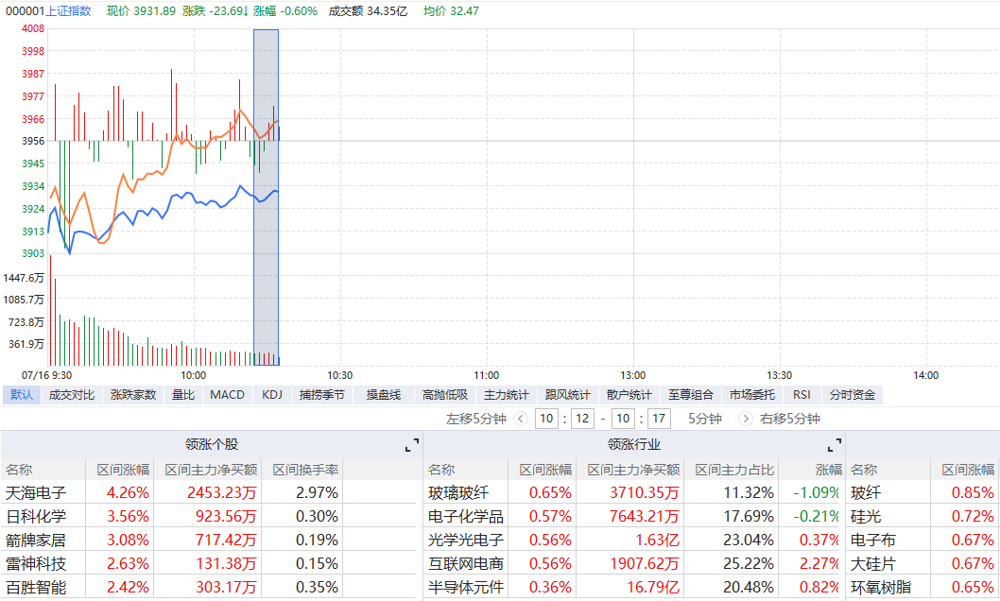 000001上证指数 现价 3931.89 涨跌 -23.69↓ 涨幅 -0.60% 成交额 34.35亿 均价 32.47
4008
3998
3987
3977
3966
3956
3945
3934
3924
3913
3903
1447.6万
1085.7万
723.8万
361.9万
07/16 9:30 10:00 10:30 11:00 13:00 13:30 14:00
默认 成交对比 涨跌家数 量比 MACD KDJ 捕捞季节 操盘线 高抛低吸 主力统计 跟风统计 散户统计 至尊组合 市场委托 RSI 分时资金
左移5分钟 10 : 12 - 10 : 17 5分钟 右移5分钟
领涨个股 领涨行业
名称 区间涨幅 区间主力净买额 区间换手率 名称 区间涨幅 区间主力净买额 区间主力占比 涨幅 名称 区间涨幅
天海电子 4.26% 2453.23万 2.97% 玻璃玻纤 0.65% 3710.35万 11.32% -1.09% 玻纤 0.85%
日科化学 3.56% 923.56万 0.30% 电子化学品 0.57% 7643.21万 17.69% -0.21% 硅光 0.72%
箭牌家居 3.08% 717.42万 0.19% 光学光电子 0.56% 1.63亿 23.04% 0.37% 电子布 0.67%
雷神科技 2.63% 131.38万 0.15% 互联网电商 0.56% 1907.62万 25.22% 2.27% 大硅片 0.67%
百胜智能 2.42% 303.17万 0.35% 半导体元件 0.36% 16.79亿 20.48% 0.82% 环氧树脂 0.65%